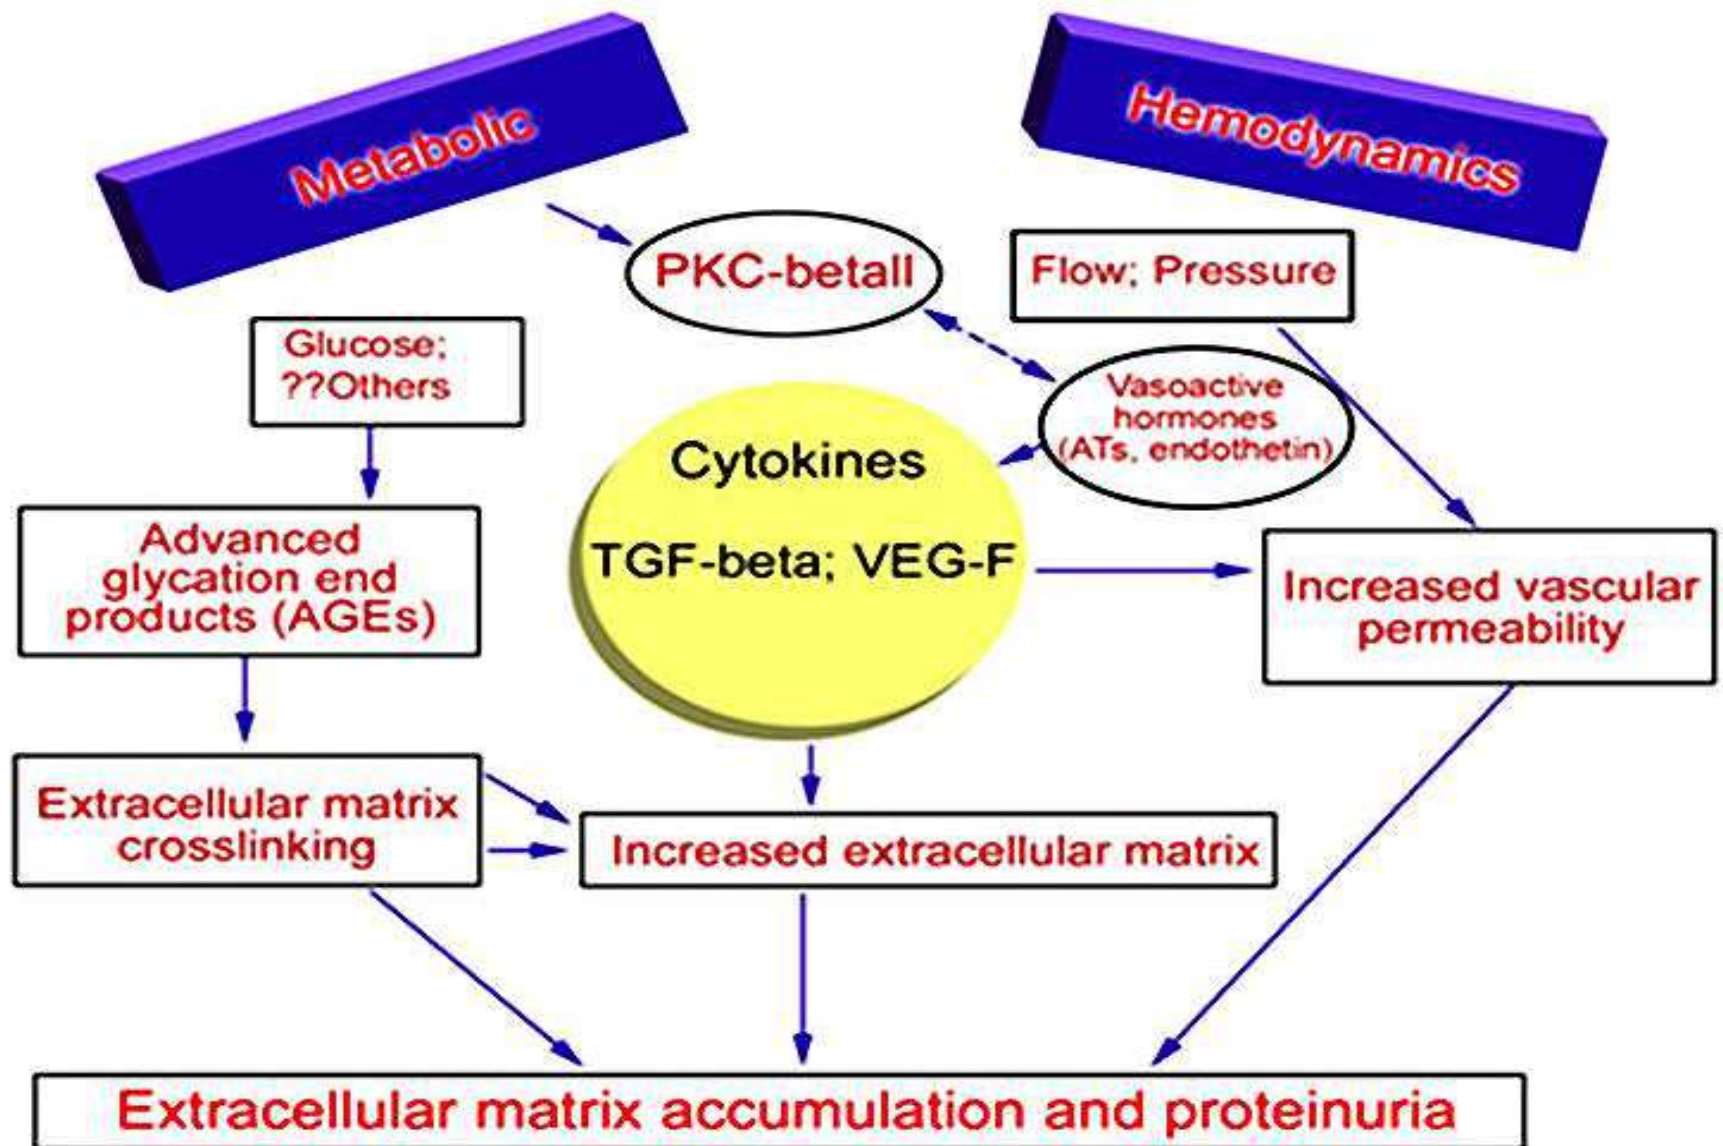 Metabolic
Hemodynamics
PKC-betaII
Flow; Pressure
Glucose;
??Others
Vasoactive
hormones
(ATs, endothetin)
Cytokines
TGF-beta; VEG-F
Advanced
glycation end
products (AGEs)
Increased vascular
permeability
Extracellular matrix
crosslinking
Increased extracellular matrix
Extracellular matrix accumulation and proteinuria